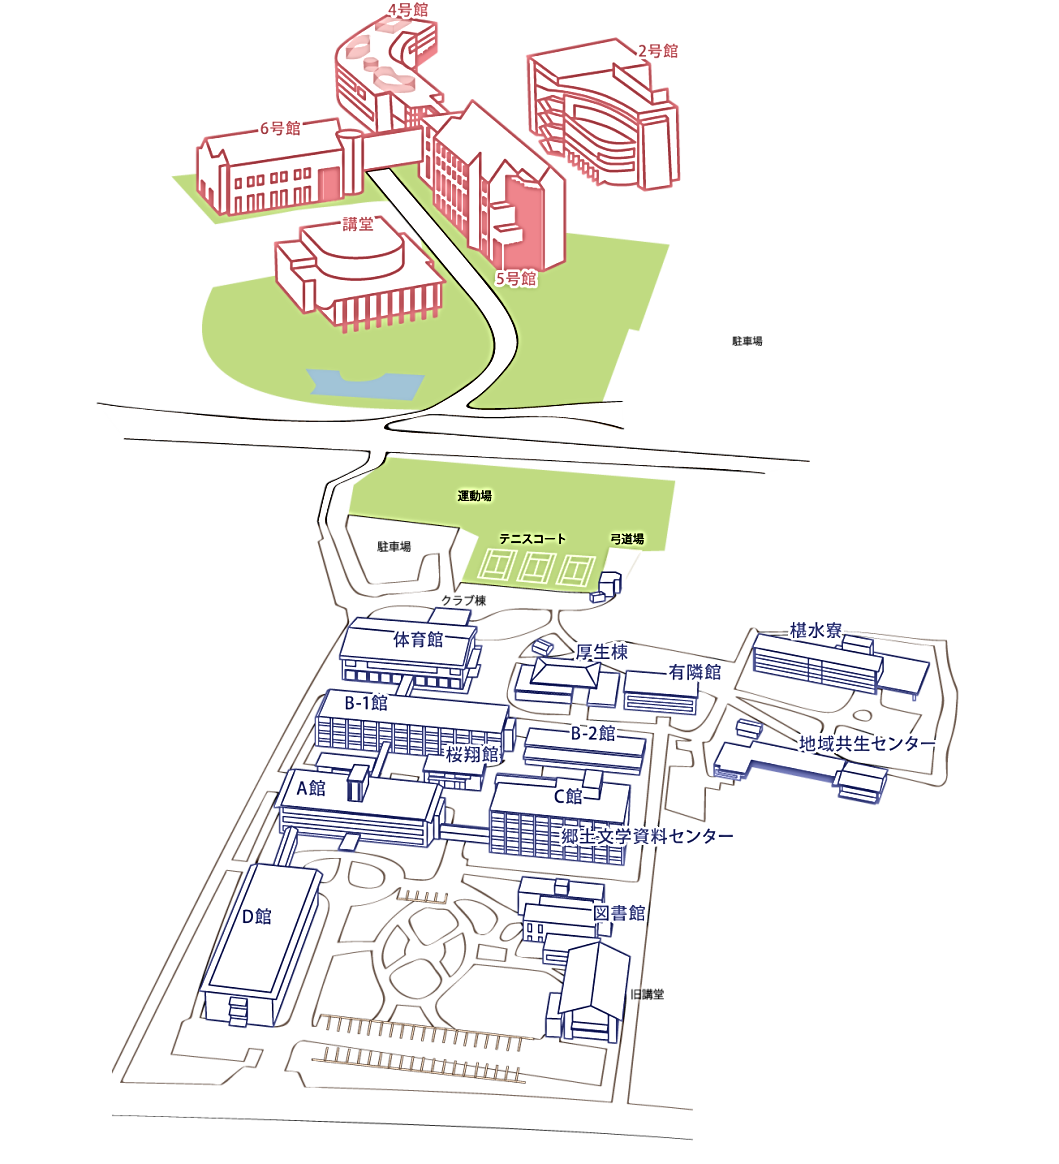 4号館
2号館
6号館
講堂
5号館
駐車場
運動場
テニスコート
弓道場
駐車場
クラブ棟
体育館
椹水寮
厚生棟
有隣館
B-1館
B-2館
地域共生センター
桜翔館
A館
C館
郷土文学資料センター
D館
図書館
旧講堂